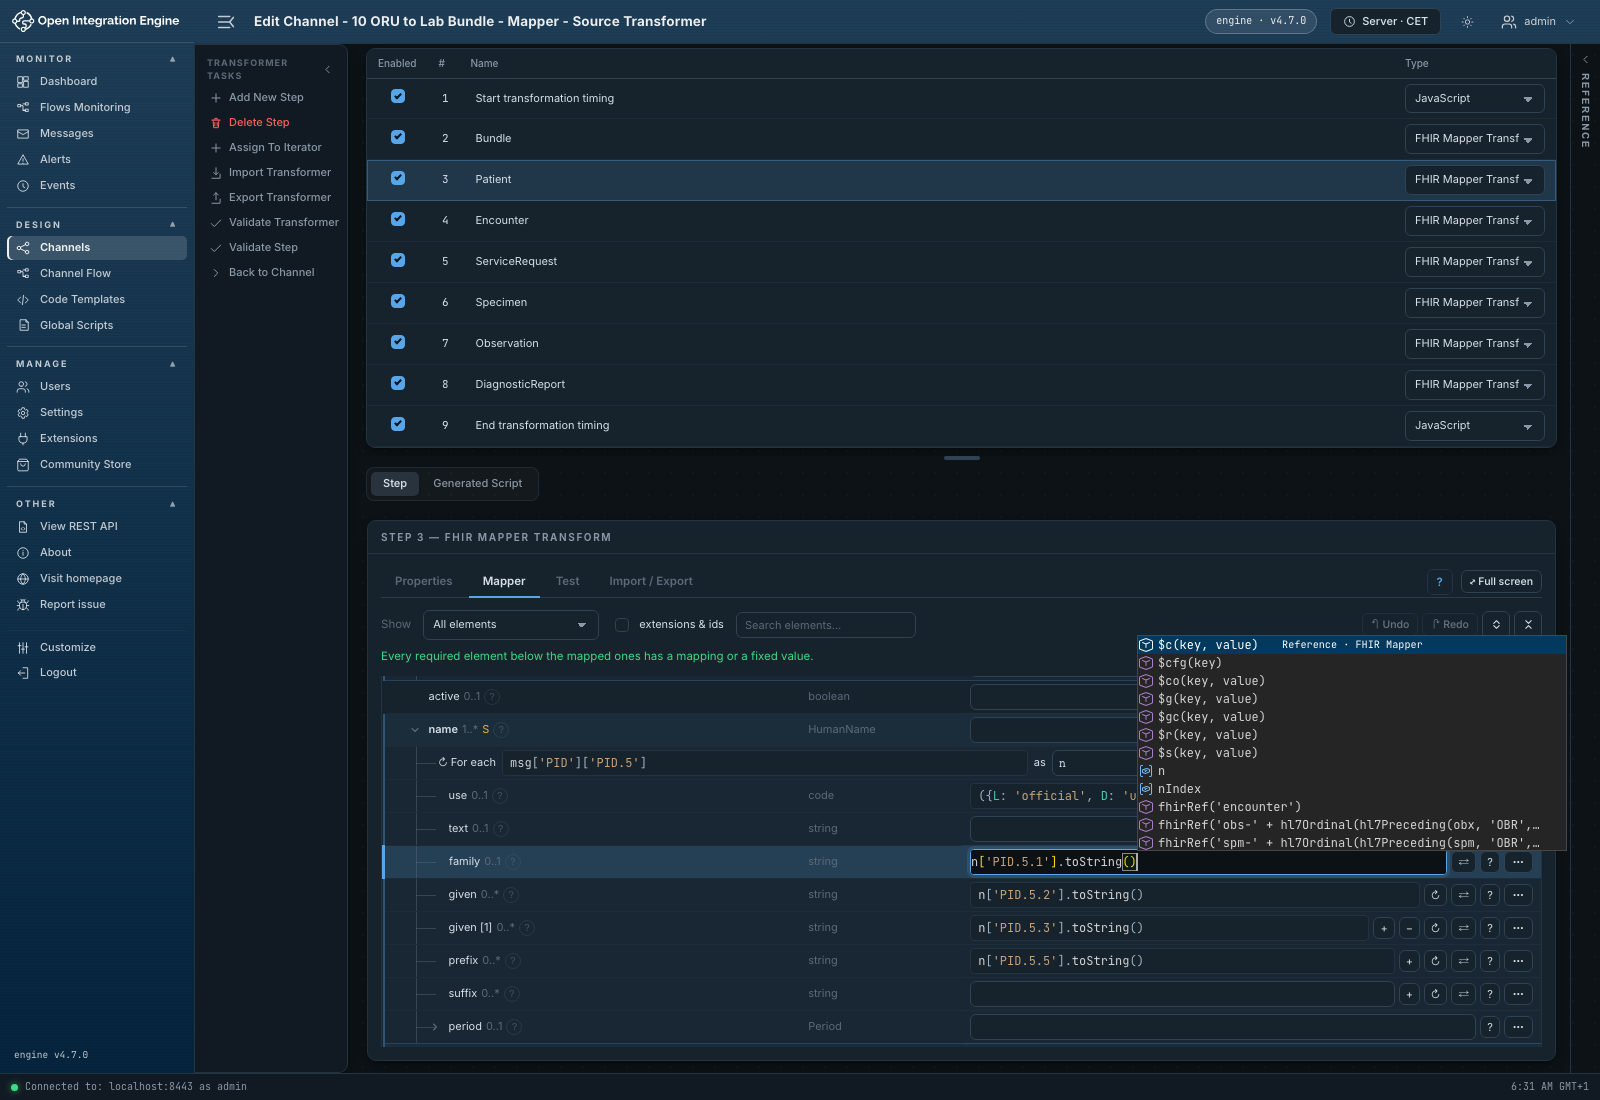 Open Integration Engine
Edit Channel - 10 ORU to Lab Bundle - Mapper - Source Transformer
engine · v4.7.0
Server · CET
admin
MONITOR
Dashboard
Flows Monitoring
Messages
Alerts
Events
DESIGN
Channels
Channel Flow
Code Templates
Global Scripts
MANAGE
Users
Settings
Extensions
Community Store
OTHER
View REST API
About
Visit homepage
Report issue
Customize
Logout
engine v4.7.0
TRANSFORMER
TASKS
Add New Step
Delete Step
Assign To Iterator
Import Transformer
Export Transformer
Validate Transformer
Validate Step
Back to Channel
Enabled # Name Type
1 Start transformation timing JavaScript
2 Bundle FHIR Mapper Transf
3 Patient FHIR Mapper Transf
4 Encounter FHIR Mapper Transf
5 ServiceRequest FHIR Mapper Transf
6 Specimen FHIR Mapper Transf
7 Observation FHIR Mapper Transf
8 DiagnosticReport FHIR Mapper Transf
9 End transformation timing JavaScript
REFERENCE
Step Generated Script
STEP 3 — FHIR MAPPER TRANSFORM
Properties Mapper Test Import / Export ? Full screen
Show All elements extensions & ids Search elements... Undo Redo
Every required element below the mapped ones has a mapping or a fixed value.
$c(key, value) Reference · FHIR Mapper
$cfg(key)
$co(key, value)
$g(key, value)
$gc(key, value)
$r(key, value)
$s(key, value)
n
nIndex
fhirRef('encounter')
fhirRef('obs-' + hl7Ordinal(hl7Preceding(obx, 'OBR',…
fhirRef('spm-' + hl7Ordinal(hl7Preceding(spm, 'OBR',…
active 0..1 ? boolean
name 1..* S ? HumanName
For each msg['PID']['PID.5'] as n
use 0..1 ? code ({L: 'official', D: 'u
text 0..1 ? string
family 0..1 ? string n['PID.5.1'].toString() ? ...
given 0..* ? string n['PID.5.2'].toString() ? ...
given [1] 0..* ? string n['PID.5.3'].toString() + − ? ...
prefix 0..* ? string n['PID.5.5'].toString() + ? ...
suffix 0..* ? string + ? ...
period 0..1 ? Period ? ...
Connected to: localhost:8443 as admin
6:31 AM GMT+1